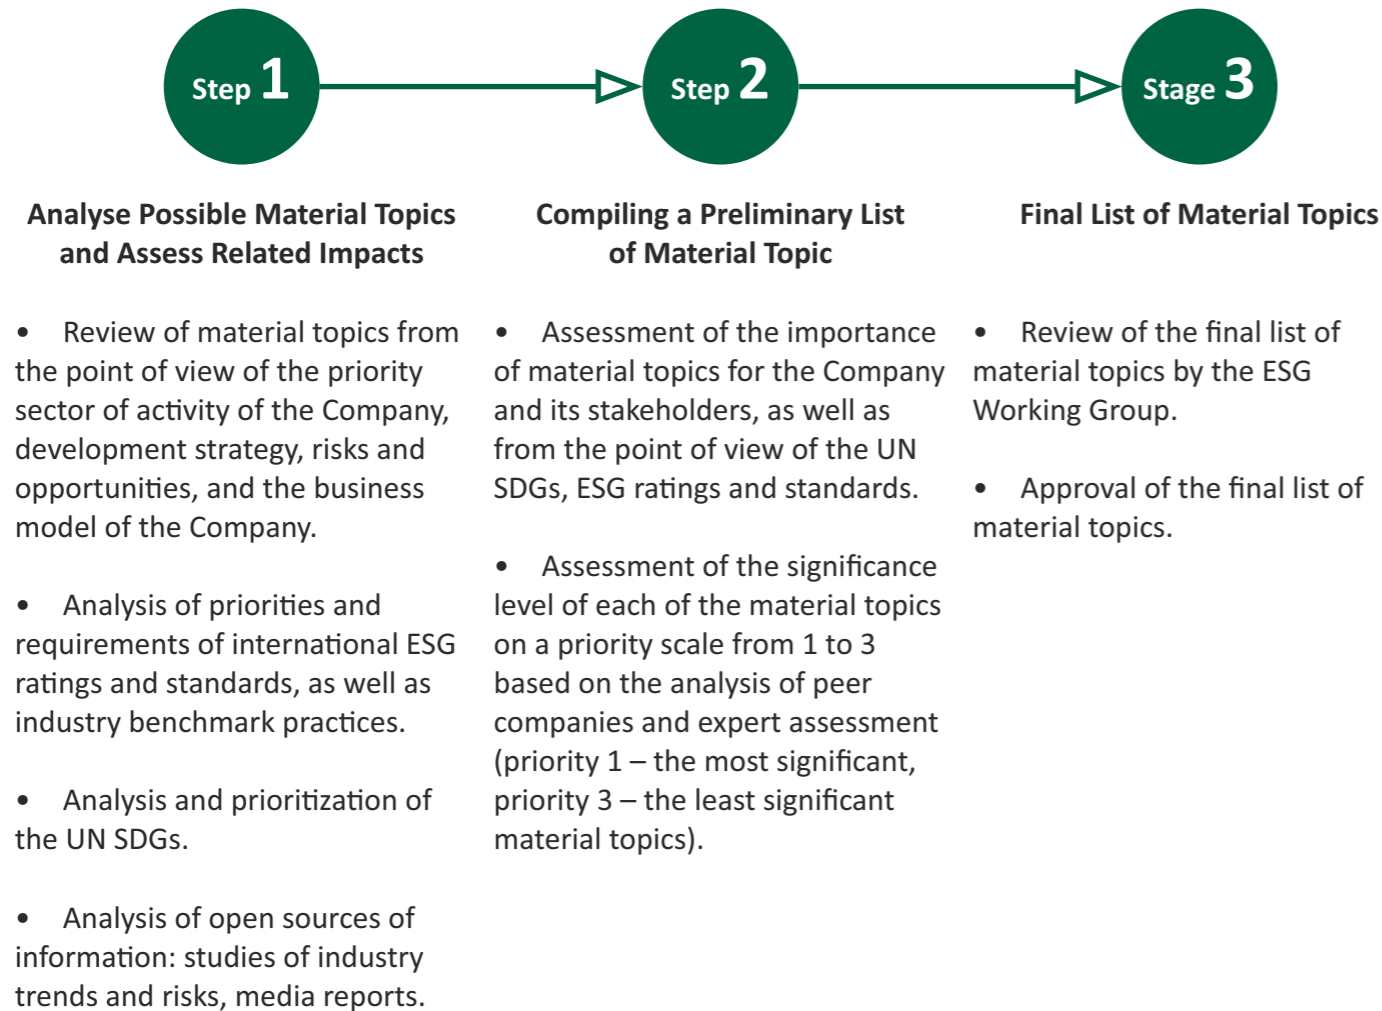 Step 1
Step 2
Stage 3
Analyse Possible Material Topics
and Assess Related Impacts
• Review of material topics from
the point of view of the priority
sector of activity of the Company,
development strategy, risks and
opportunities, and the business
model of the Company.
• Analysis of priorities and
requirements of international ESG
ratings and standards, as well as
industry benchmark practices.
• Analysis and prioritization of
the UN SDGs.
• Analysis of open sources of
information: studies of industry
trends and risks, media reports.
Compiling a Preliminary List
of Material Topic
• Assessment of the importance
of material topics for the Company
and its stakeholders, as well as
from the point of view of the UN
SDGs, ESG ratings and standards.
• Assessment of the significance
level of each of the material topics
on a priority scale from 1 to 3
based on the analysis of peer
companies and expert assessment
(priority 1 – the most significant,
priority 3 – the least significant
material topics).
Final List of Material Topics
• Review of the final list of
material topics by the ESG
Working Group.
• Approval of the final list of
material topics.